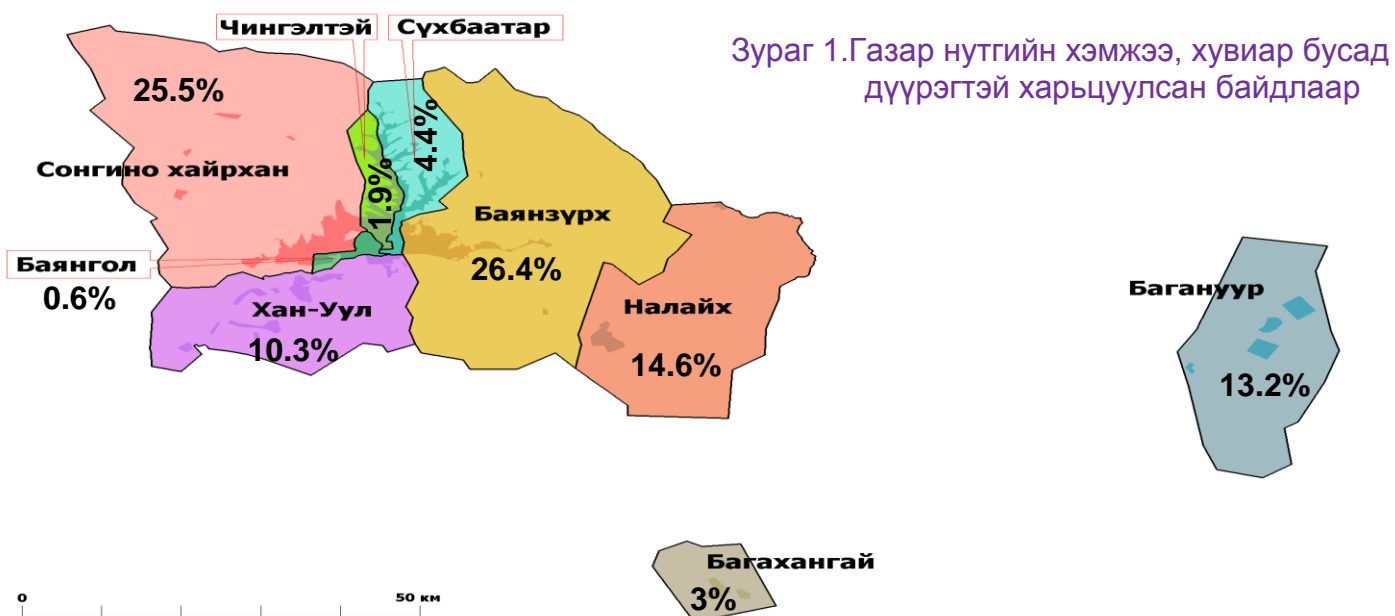 Чингэлтэй
Сүхбаатар
Зураг 1.Газар нутгийн хэмжээ, хувиар бусад
дүүрэгтэй харьцуулсан байдлаар
25.5%
4.4%
Сонгино хайрхан
1.9%
Баянзүрх
26.4%
Баянгол
0.6%
Хан-Уул
10.3%
Налайх
14.6%
Багануур
13.2%
Багахангай
3%
0
50 км